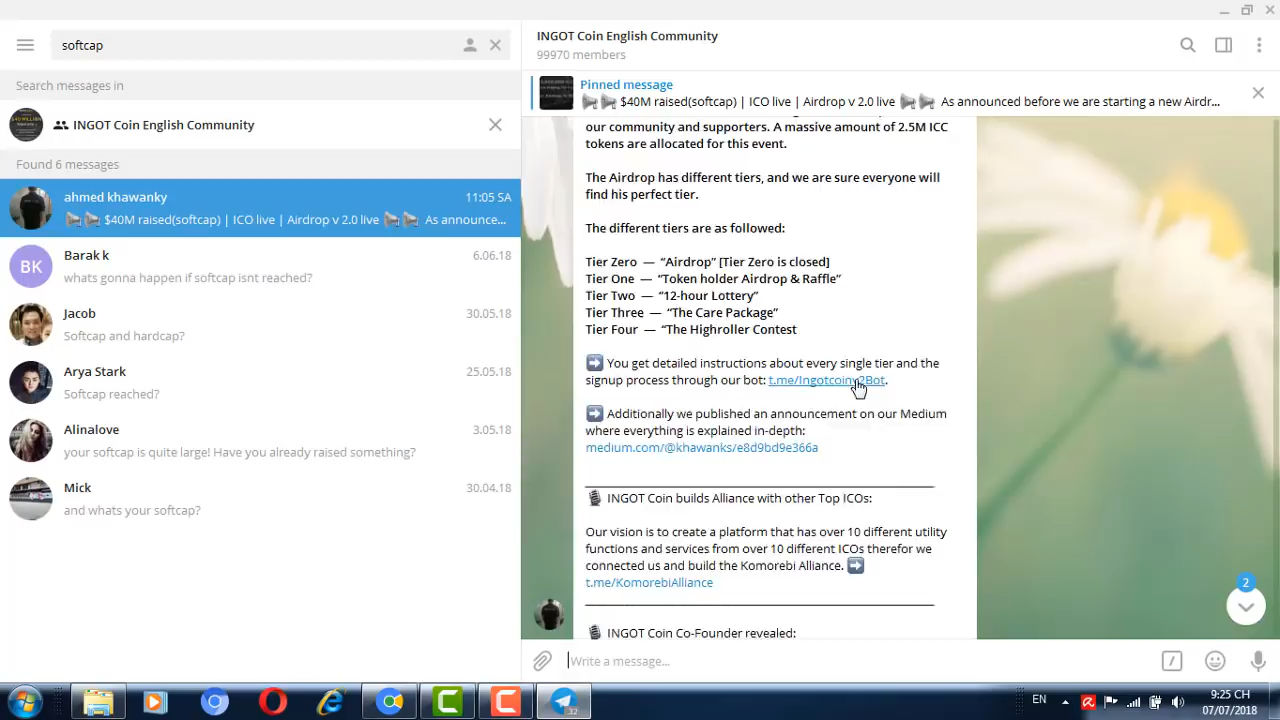 softcap
INGOT Coin English Community
99970 members
Search messages in
INGOT Coin English Community
Found 6 messages
ahmed khawanky 11:05 SA
$40M raised(softcap) | ICO live | Airdrop v 2.0 live As announce...
Barak k 6.06.18
BK whats gonna happen if softcap isnt reached?
Jacob 30.05.18
Softcap and hardcap?
Arya Stark 25.05.18
Softcap reached?
Alinalove 3.05.18
your softcap is quite large! Have you already raised something?
Mick 30.04.18
and whats your softcap?
Pinned message
$40M raised(softcap) | ICO live | Airdrop v 2.0 live As announced before we are starting a new Airdr...
our community and supporters. A massive amount of 2.5M ICC
tokens are allocated for this event.
The Airdrop has different tiers, and we are sure everyone will
find his perfect tier.
The different tiers are as followed:
Tier Zero — “Airdrop” [Tier Zero is closed]
Tier One — “Token holder Airdrop & Raffle”
Tier Two — “12-hour Lottery”
Tier Three — “The Care Package”
Tier Four — “The Highroller Contest
You get detailed instructions about every single tier and the
signup process through our bot: t.me/Ingotcoinv2Bot.
Additionally we published an announcement on our Medium
where everything is explained in-depth:
medium.com/@khawanks/e8d9bd9e366a
INGOT Coin builds Alliance with other Top ICOs:
Our vision is to create a platform that has over 10 different utility
functions and services from over 10 different ICOs therefor we
connected us and build the Komorebi Alliance.
t.me/KomorebiAlliance
INGOT Coin Co-Founder revealed:
2
Write a message...
32
EN
9:25 CH
07/07/2018